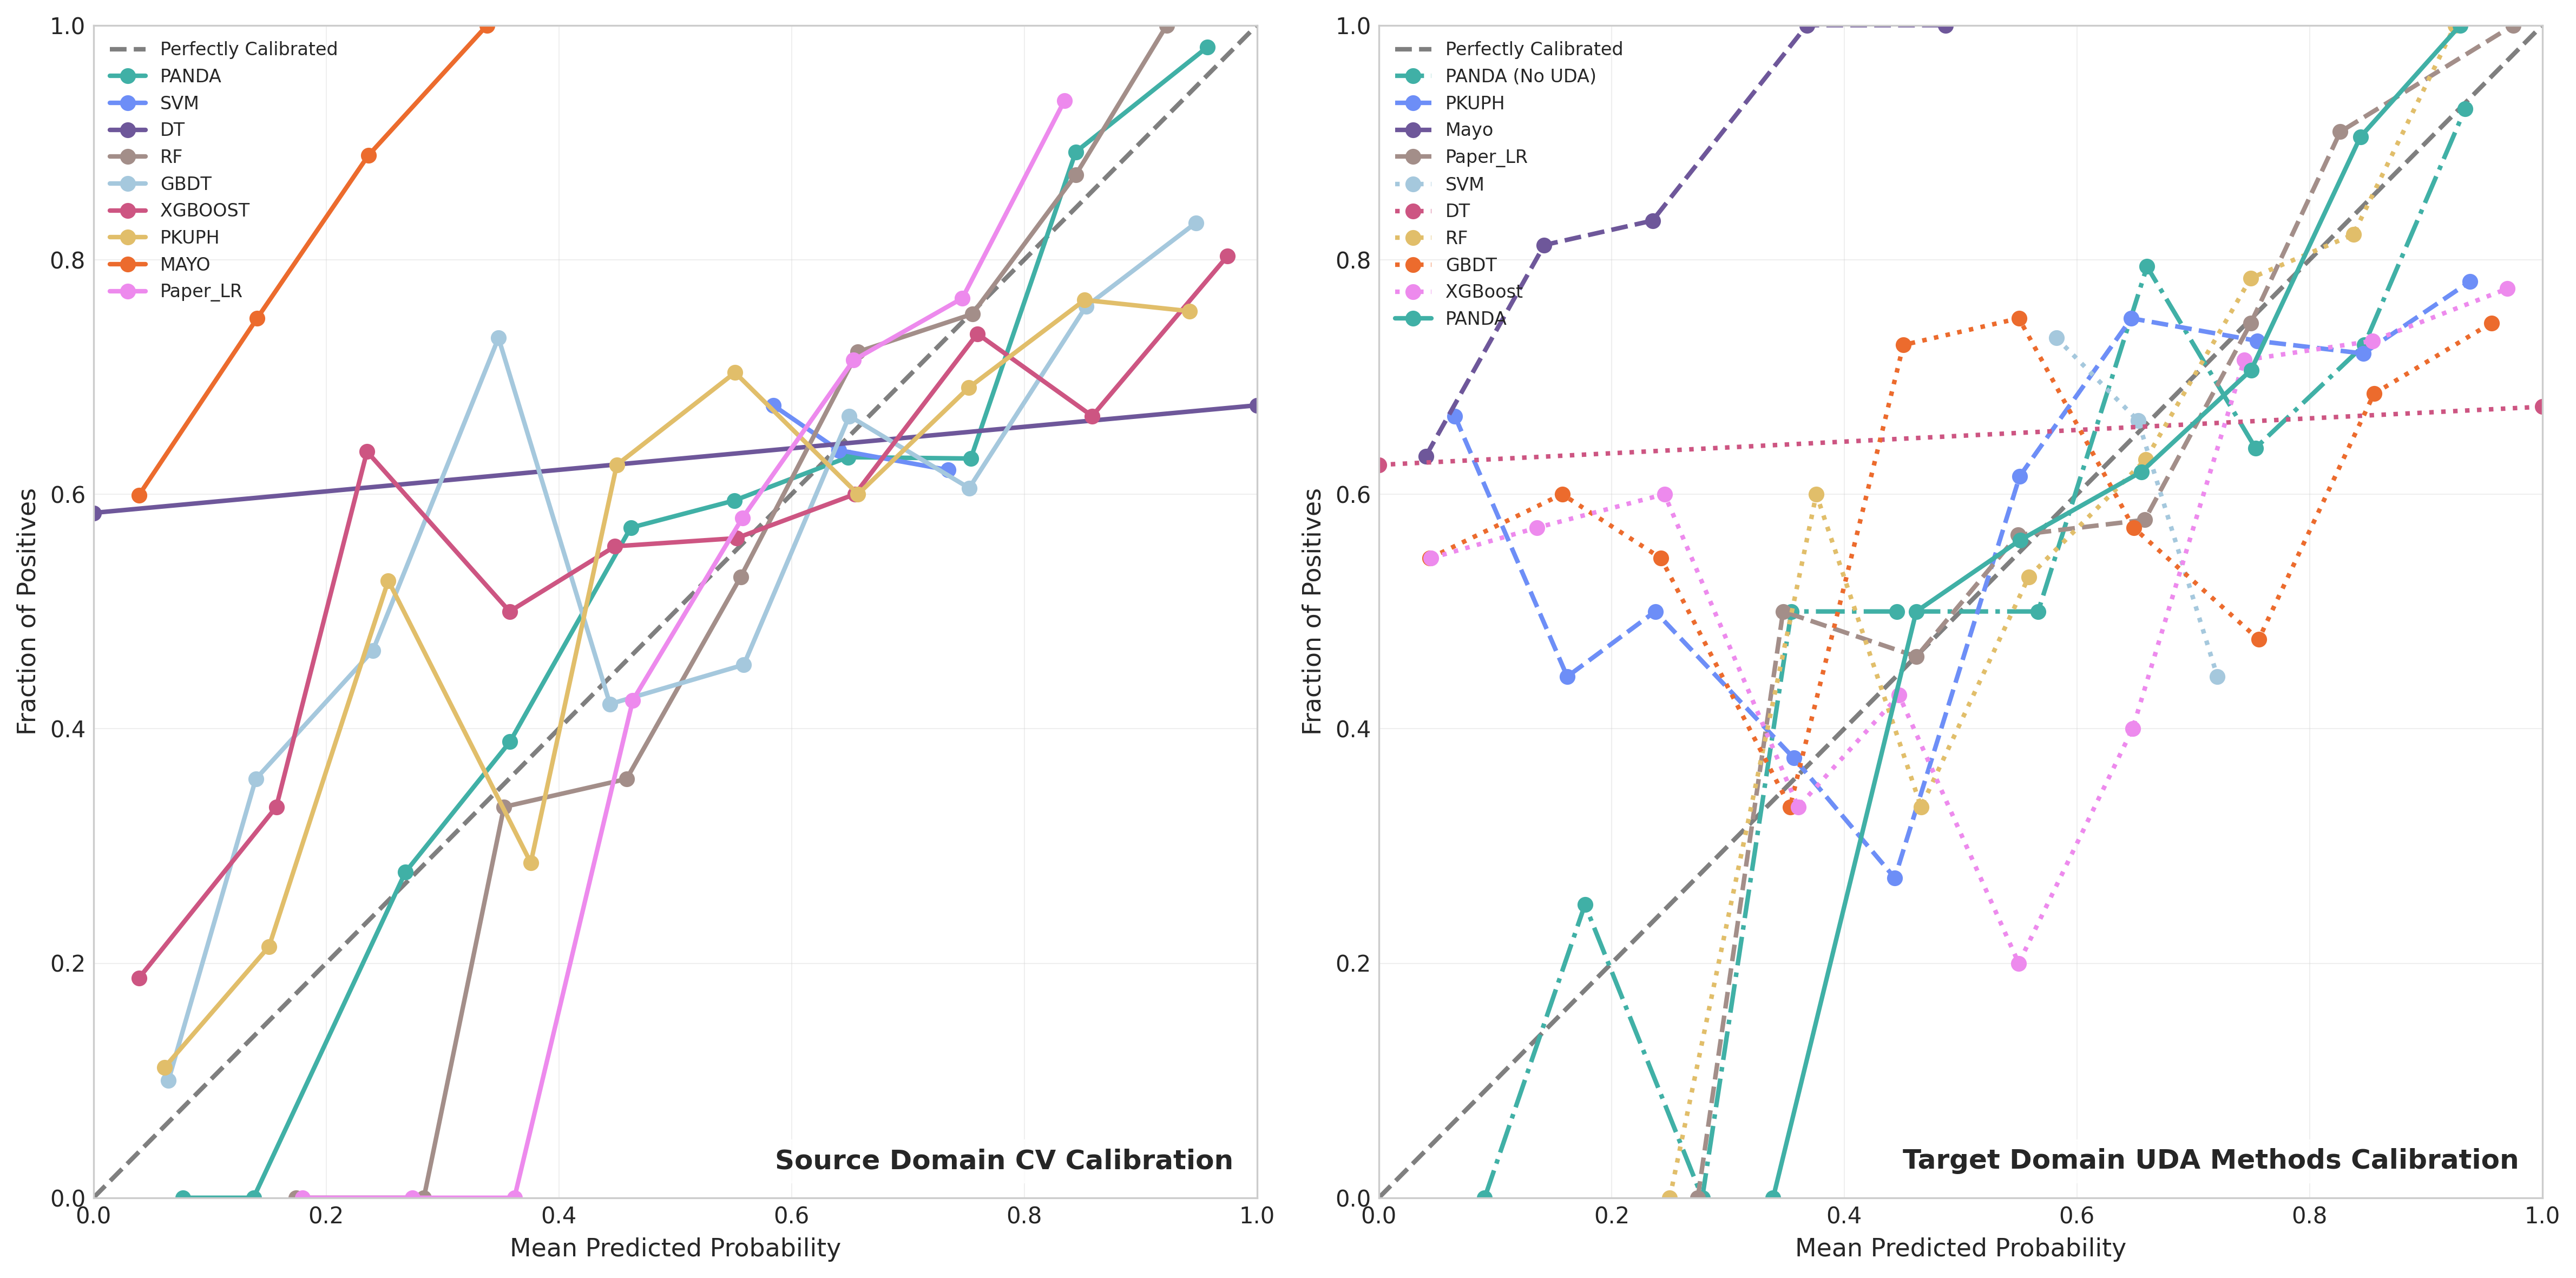 Fraction of Positives
1.0
0.8
0.6
0.4
0.2
0.0
Perfectly Calibrated
PANDA
SVM
DT
RF
GBDT
XGBOOST
PKUPH
MAYO
Paper_LR
Source Domain CV Calibration
0.0 0.2 0.4 0.6 0.8 1.0
Mean Predicted Probability
Fraction of Positives
1.0
0.8
0.6
0.4
0.2
0.0
Perfectly Calibrated
PANDA (No UDA)
PKUPH
Mayo
Paper_LR
SVM
DT
RF
GBDT
XGBoost
PANDA
Target Domain UDA Methods Calibration
0.0 0.2 0.4 0.6 0.8 1.0
Mean Predicted Probability